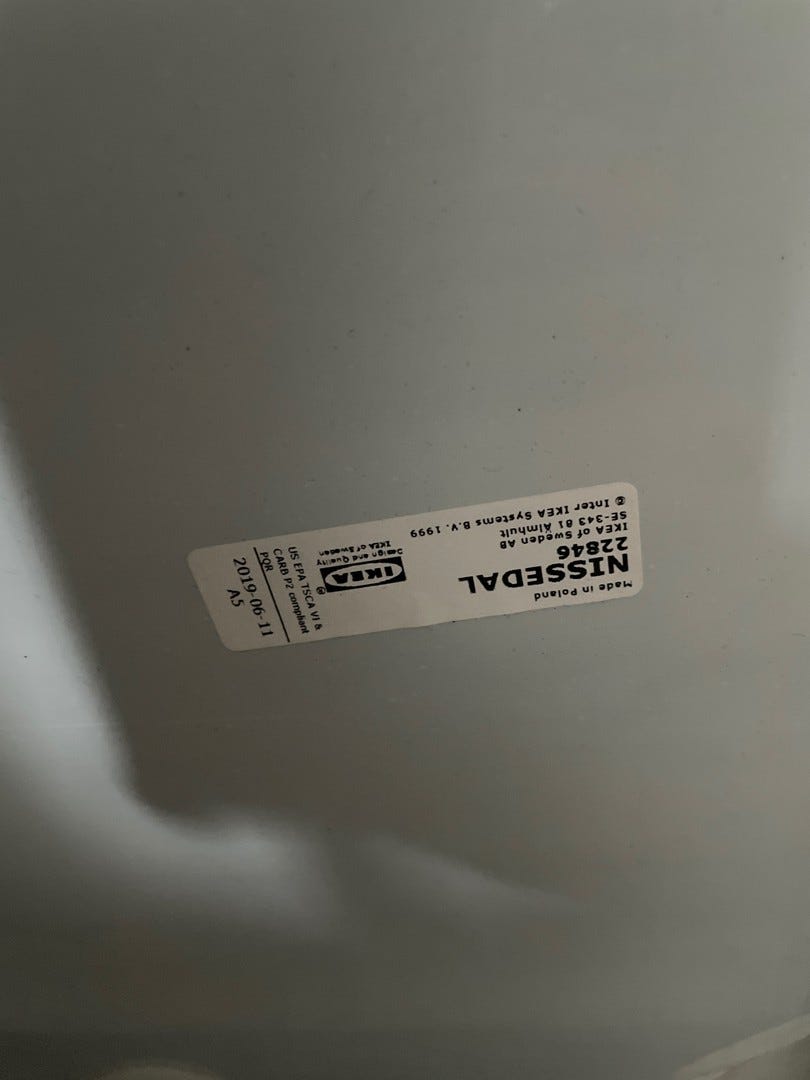 Made in Poland
NISSEDAL
22846
IKEA of Sweden AB
SE-343 81 Älmhult
© Inter IKEA Systems B.V. 1999
IKEA®
Design and Quality
IKEA of Sweden
US EPA TSCA VI &
CARB P2 compliant
PQR
2019-06-11
A5